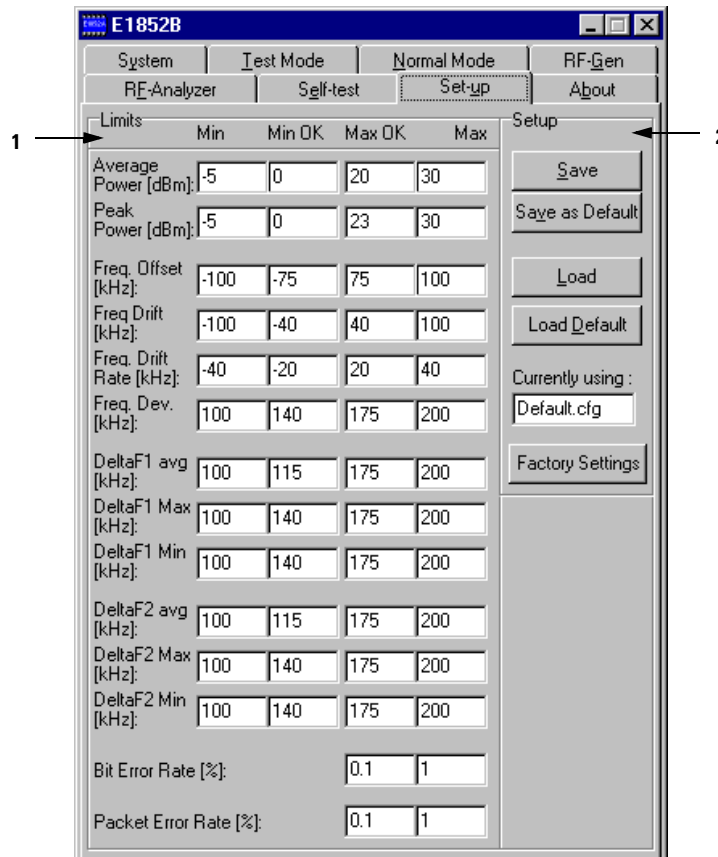 E1852B
System Test Mode Normal Mode RF-Gen
RF-Analyzer Self-test Set-up About
1
Limits
Min Min OK Max OK Max
Average
Power [dBm]: -5 0 20 30
Peak
Power [dBm]: -5 0 23 30
Freq. Offset
[kHz]: -100 -75 75 100
Freq Drift
[kHz]: -100 -40 40 100
Freq. Drift
Rate [kHz]: -40 -20 20 40
Freq. Dev.
[kHz]: 100 140 175 200
DeltaF1 avg
[kHz]: 100 115 175 200
DeltaF1 Max
[kHz]: 100 140 175 200
DeltaF1 Min
[kHz]: 100 140 175 200
DeltaF2 avg
[kHz]: 100 115 175 200
DeltaF2 Max
[kHz]: 100 140 175 200
DeltaF2 Min
[kHz]: 100 140 175 200
Bit Error Rate [%]: 0.1 1
Packet Error Rate [%]: 0.1 1
Setup
2
Save
Save as Default
Load
Load Default
Currently using :
Default.cfg
Factory Settings